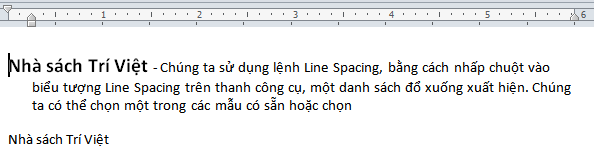 1 2 3 4 5 6
Nhà sách Trí Việt - Chúng ta sử dụng lệnh Line Spacing, bằng cách nhấp chuột vào
biểu tượng Line Spacing trên thanh công cụ, một danh sách đổ xuống xuất hiện. Chúng
ta có thể chọn một trong các mẫu có sẵn hoặc chọn
Nhà sách Trí Việt